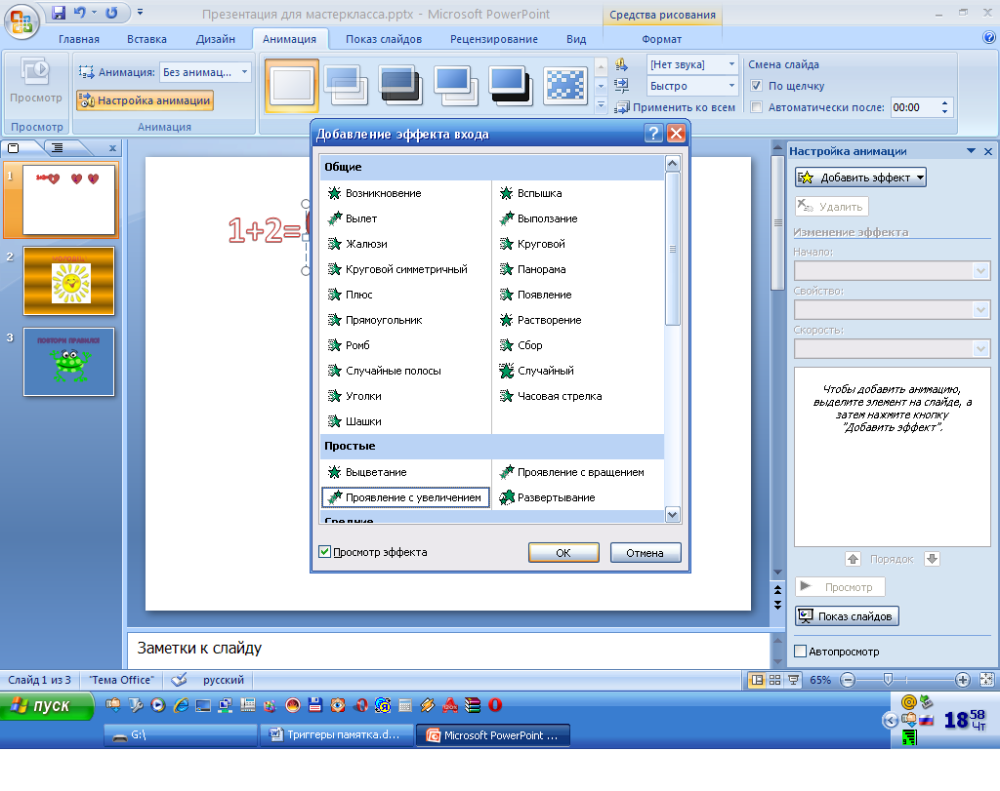 Презентация для мастеркласса.pptx - Microsoft PowerPoint
Средства рисования
Главная Вставка Дизайн Анимация Показ слайдов Рецензирование Вид Формат
Просмотр
Просмотр
Анимация: Без анимац...
Настройка анимации
Анимация
[Нет звука]
Быстро
Применить ко всем
Смена слайда
По щелчку
Автоматически после: 00:00
1
2
3
ПОВТОРИ ПРАВИЛО!
1+2=
Добавление эффекта входа
Общие
Возникновение Вспышка
Вылет Выползание
Жалюзи Круговой
Круговой симметричный Панорама
Плюс Появление
Прямоугольник Растворение
Ромб Сбор
Случайные полосы Случайный
Уголки Часовая стрелка
Шашки
Простые
Выцветание Проявление с вращением
Проявление с увеличением Развертывание
Средние
Просмотр эффекта
ОК
Отмена
Настройка анимации
Добавить эффект
Удалить
Изменение эффекта
Начало:
Свойство:
Скорость:
Чтобы добавить анимацию,
выделите элемент на слайде, а
затем нажмите кнопку
"Добавить эффект".
Порядок
Просмотр
Показ слайдов
Автопросмотр
Заметки к слайду
Слайд 1 из 3 "Тема Office" русский 65%
пуск
G:\
Триггеры памятка.d...
Microsoft PowerPoint ...
18 58
Чт